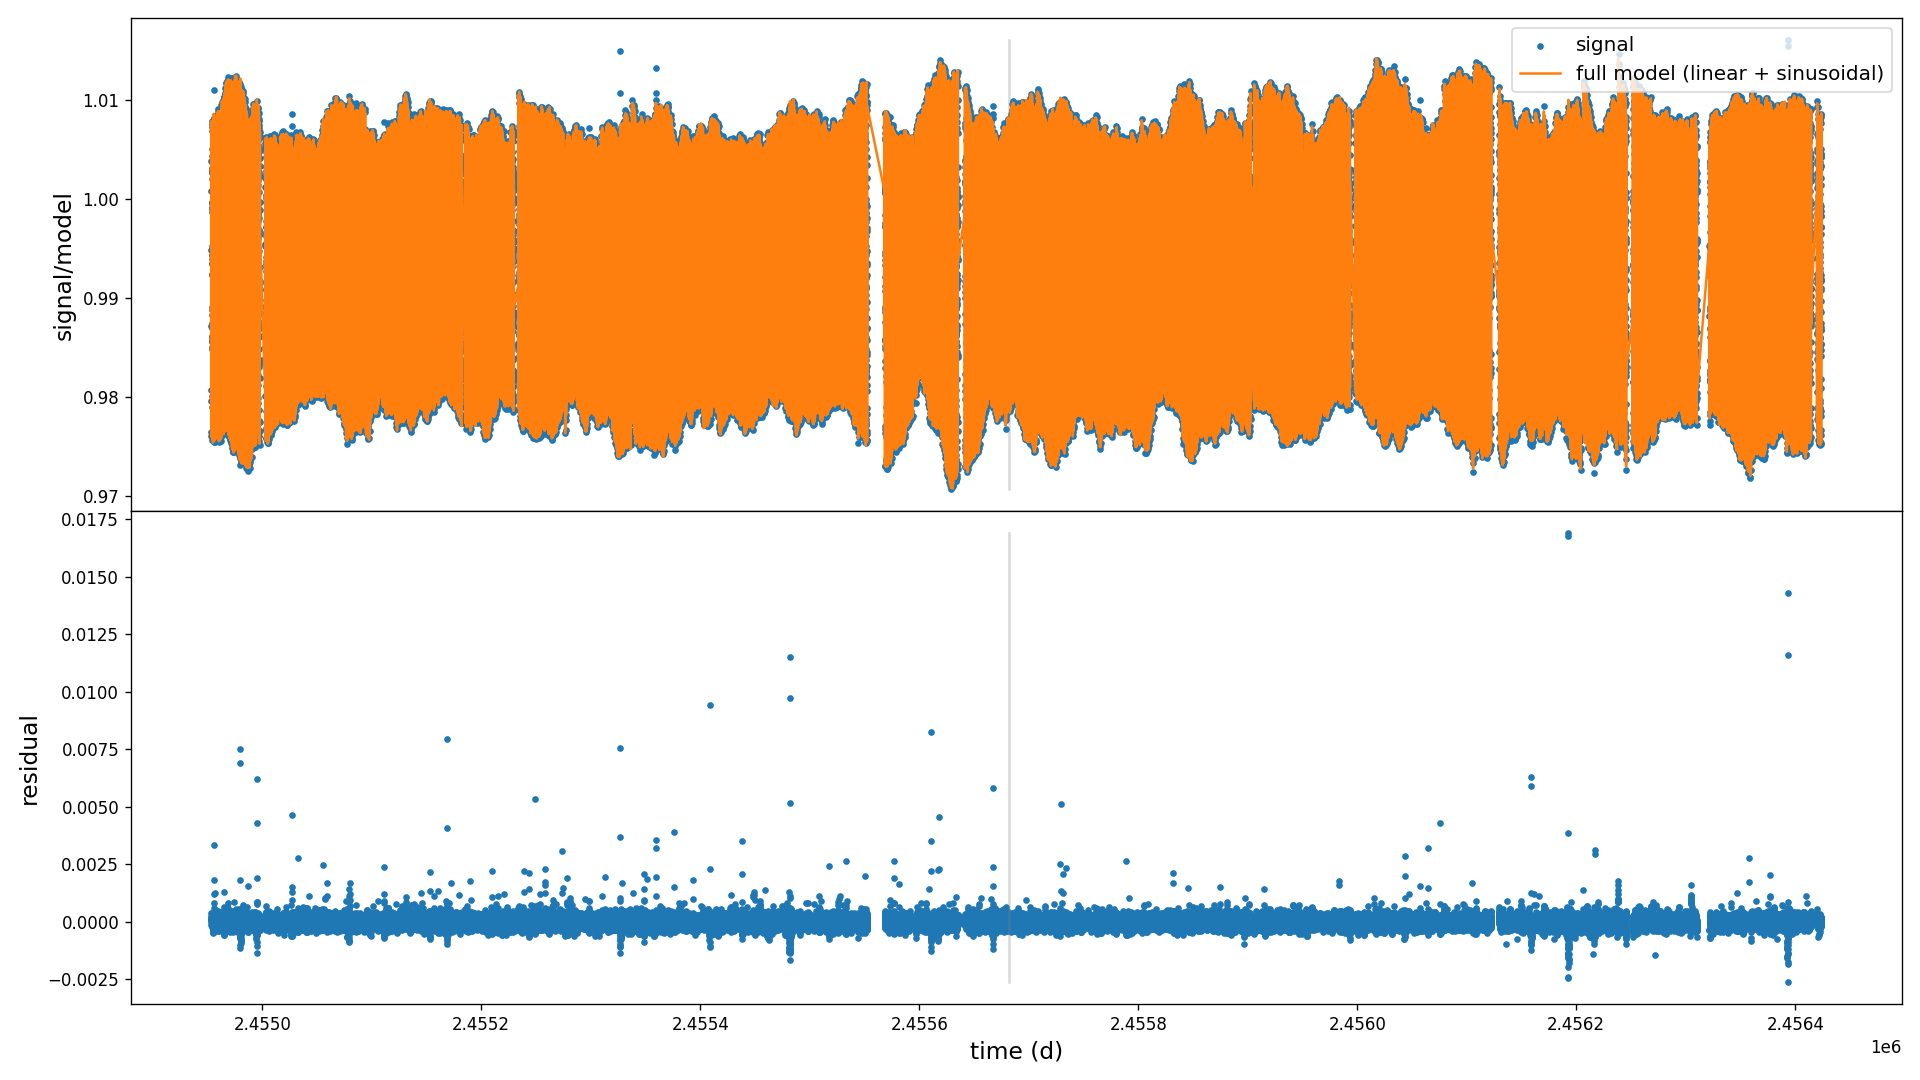 signal
full model (linear + sinusoidal)
1.01
1.00
0.99
0.98
0.97
signal/model
0.0175
0.0150
0.0125
0.0100
0.0075
0.0050
0.0025
0.0000
−0.0025
residual
2.4550 2.4552 2.4554 2.4556 2.4558 2.4560 2.4562 2.4564
1e6
time (d)